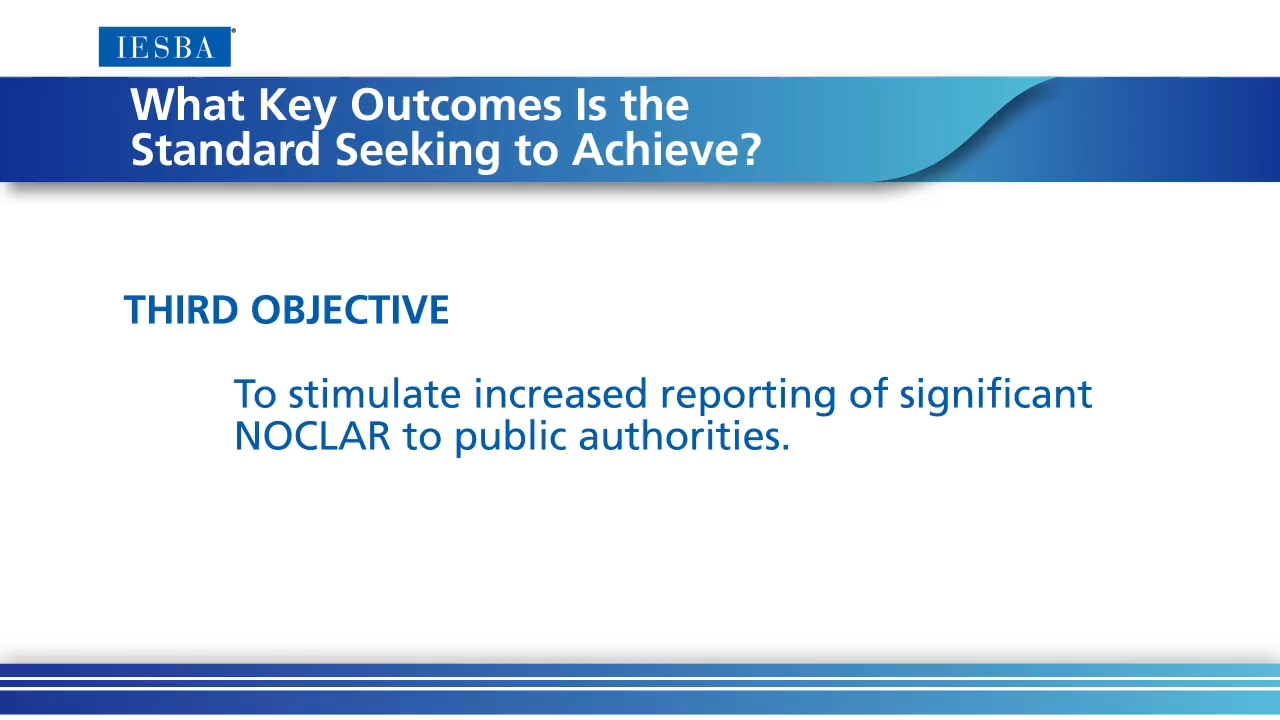 IESBA®
What Key Outcomes Is the
Standard Seeking to Achieve?
THIRD OBJECTIVE
To stimulate increased reporting of significant
NOCLAR to public authorities.